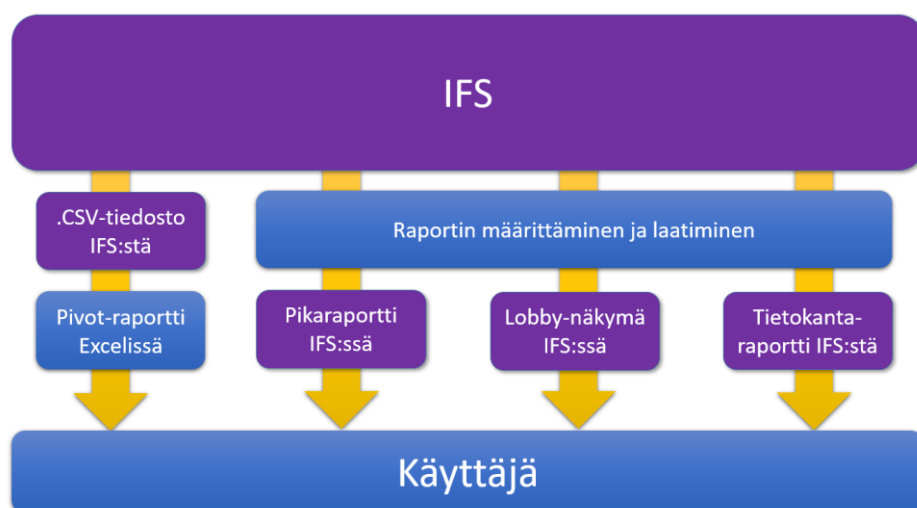 IFS
.CSV-tiedosto
IFS:stä
Raportin määrittäminen ja laatiminen
Pivot-raportti
Excelissä
Pikaraportti
IFS:ssä
Lobby-näkymä
IFS:ssä
Tietokanta-
raportti IFS:stä
Käyttäjä